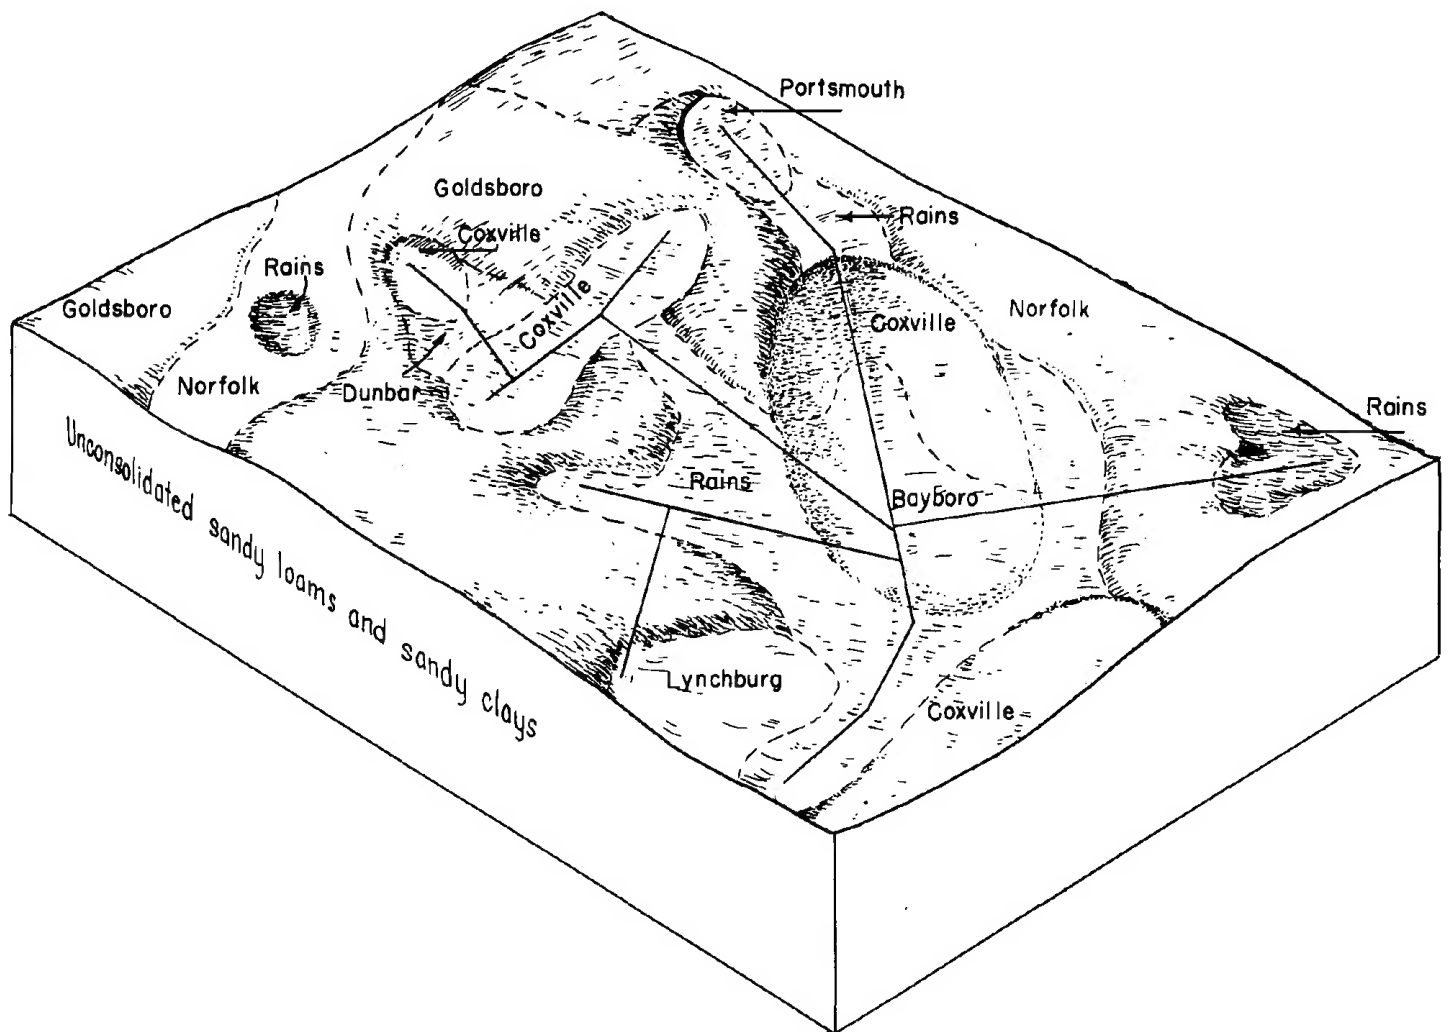 Portsmouth
Goldsboro
Rains
Coxville
Rains
Goldsboro
Coxville
Coxville
Norfolk
Norfolk
Dunbar
Rains
Rains
Bayboro
Lynchburg
Coxville
Unconsolidated sandy loams and sandy clays